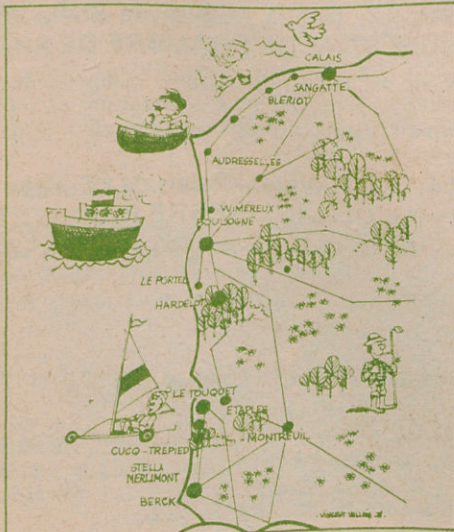 CALAIS
SANGATTE
BLERIOT
AUDRESSELLES
WIMEREUX
BOULOGNE
LE PORTEL
HARDELOT
LE TOUQUET
ETAPLES
CUCQ-TREPIED
MONTREUIL
STELLA
MERLIMONT
BERCK